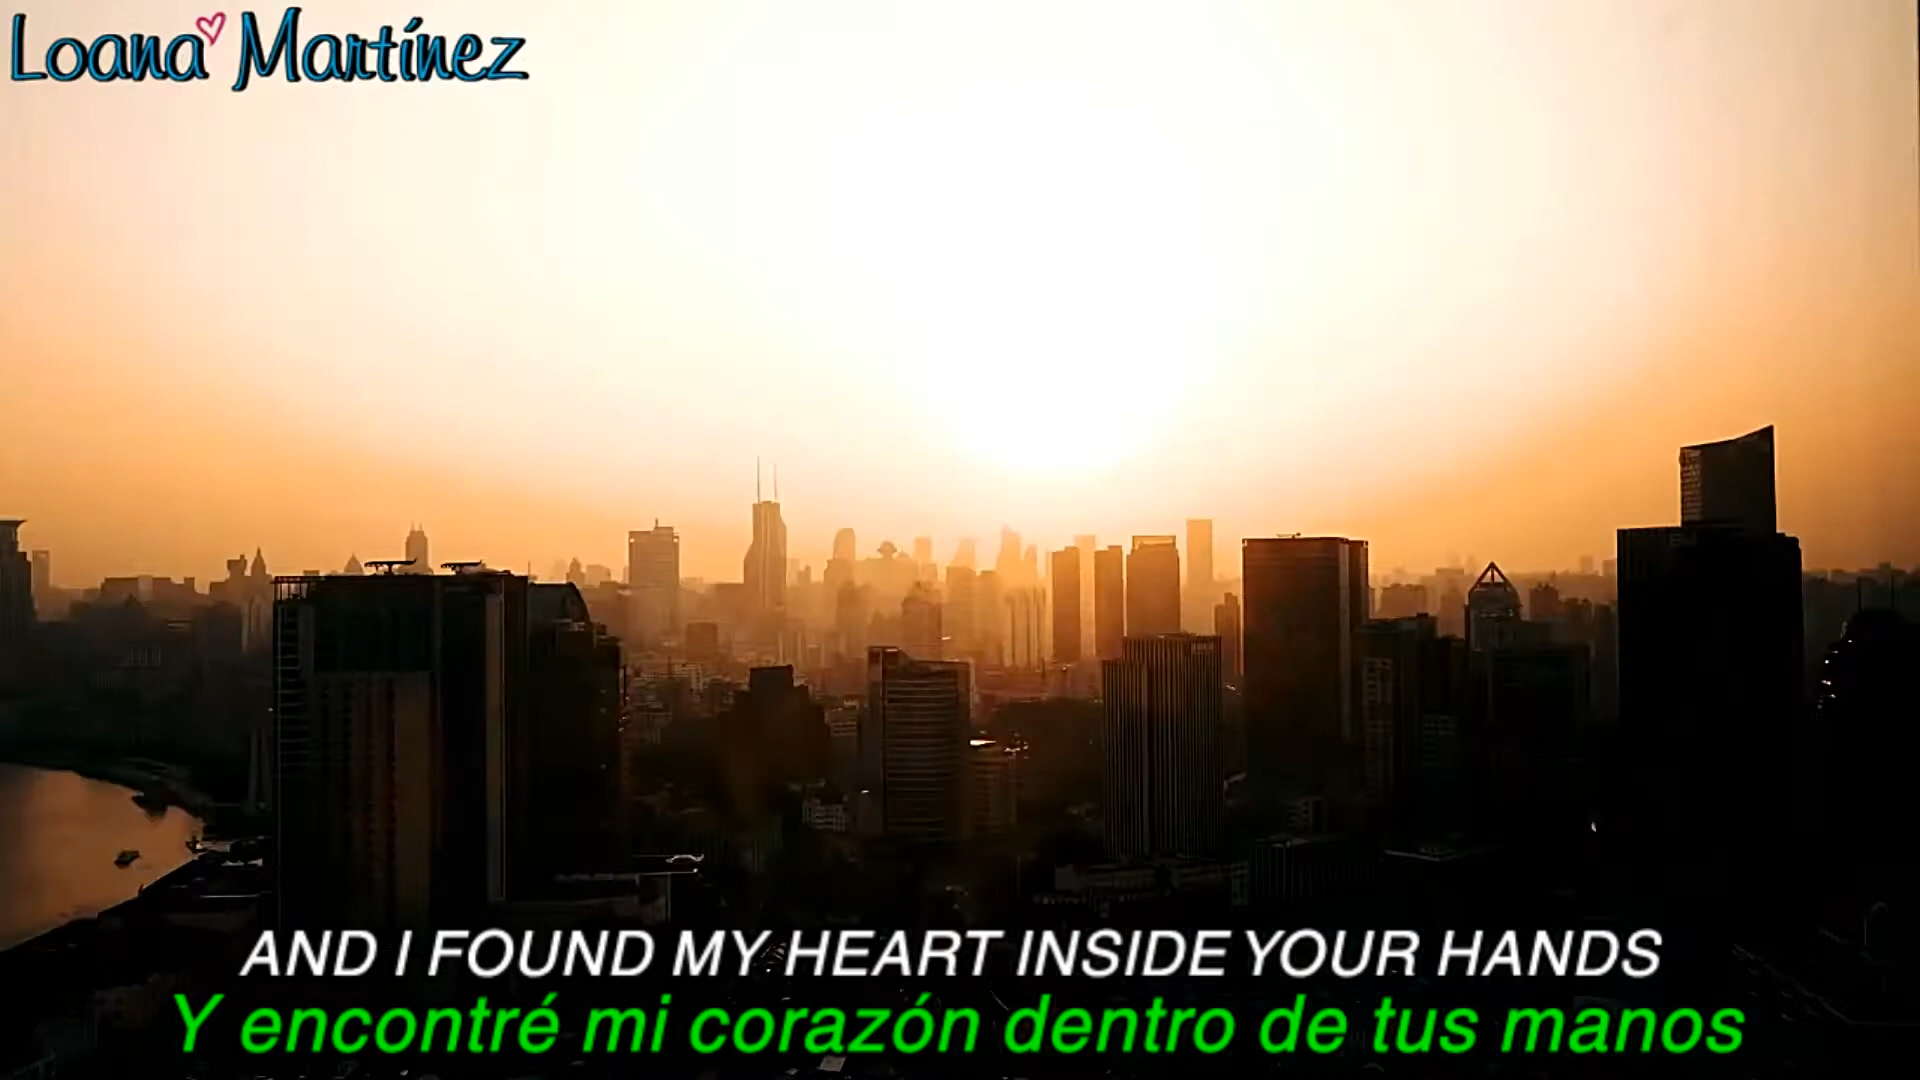 Loana Martínez
AND I FOUND MY HEART INSIDE YOUR HANDS
Y encontré mi corazón dentro de tus manos